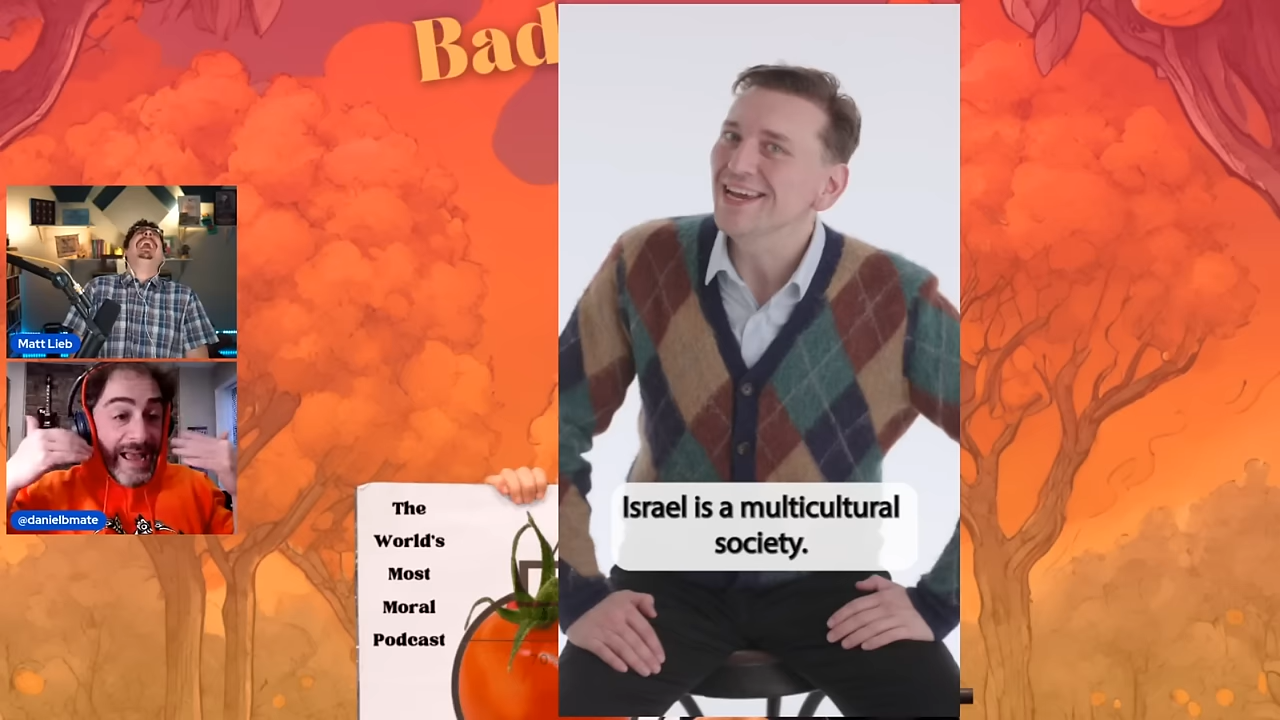 Bad
Matt Lieb
@danielbmate
The
World's
Most
Moral
Podcast
Israel is a multicultural
society.